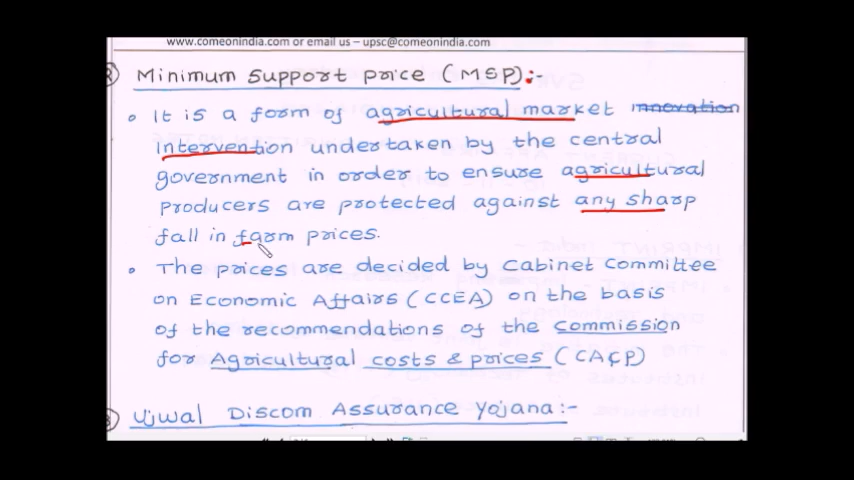 www.comeonindia.com or email us – upsc@comeonindia.com
Minimum Support price (MSP):-
• It is a form of agricultural market innovation
intervention undertaken by the central
government in order to ensure agricultural
producers are protected against any sharp
fall in farm prices.
• The prices are decided by Cabinet Committee
on Economic Affairs (CCEA) on the basis
of the recommendations of the commission
for Agricultural costs & prices (CACP)
Ujwal Discom Assurance Yojana:-